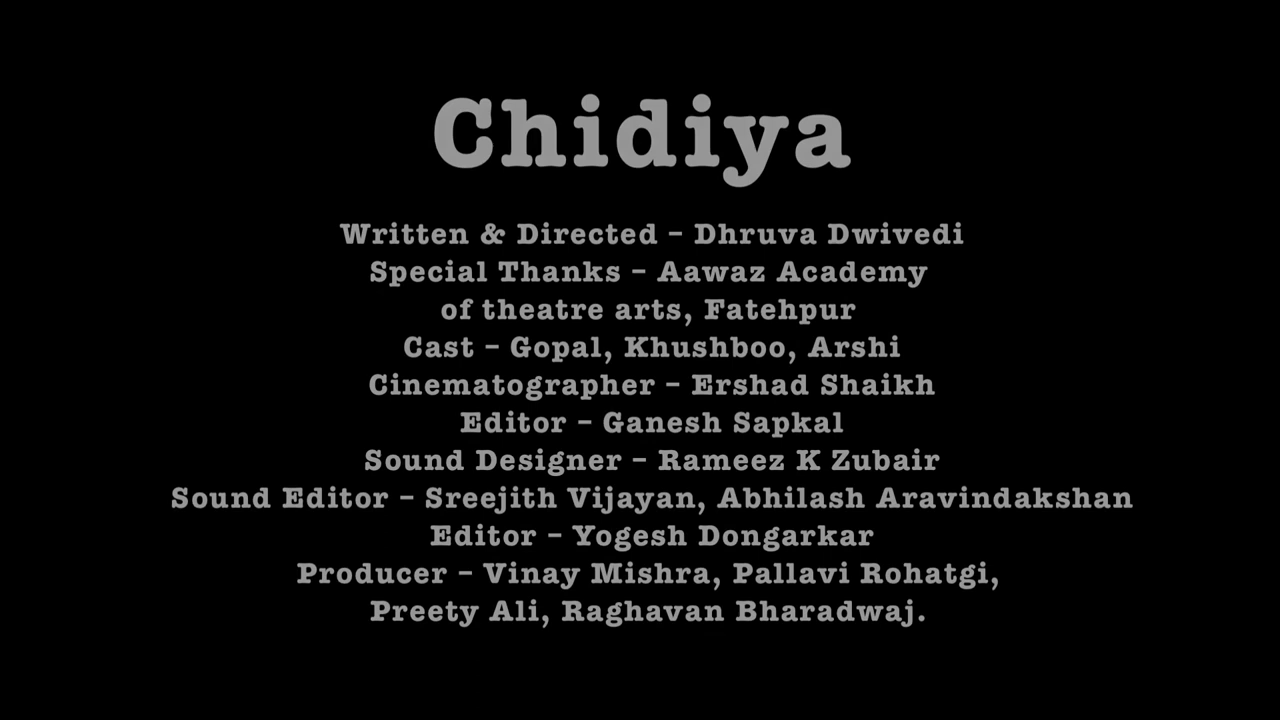 Chidiya
Written & Directed – Dhruva Dwivedi
Special Thanks – Aawaz Academy
of theatre arts, Fatehpur
Cast – Gopal, Khushboo, Arshi
Cinematographer – Ershad Shaikh
Editor – Ganesh Sapkal
Sound Designer – Rameez K Zubair
Sound Editor – Sreejith Vijayan, Abhilash Aravindakshan
Editor – Yogesh Dongarkar
Producer – Vinay Mishra, Pallavi Rohatgi,
Preety Ali, Raghavan Bharadwaj.